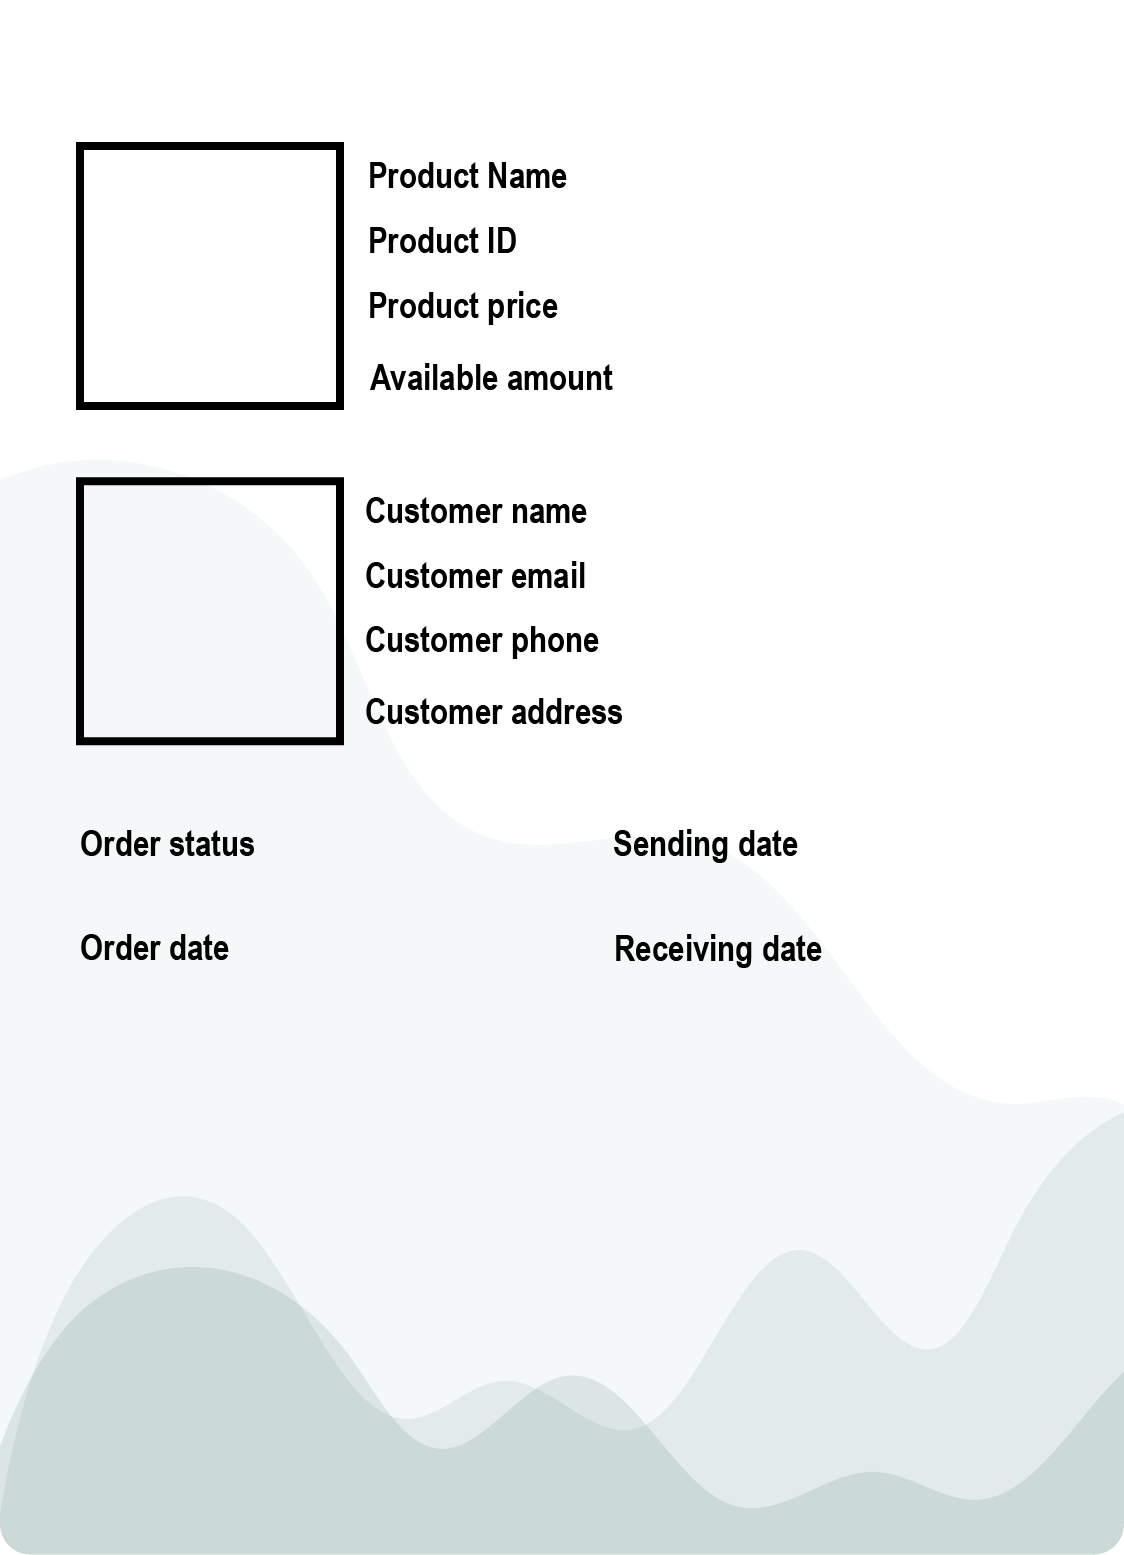 Product Name
Product ID
Product price
Available amount
Customer name
Customer email
Customer phone
Customer address
Order status
Sending date
Order date
Receiving date